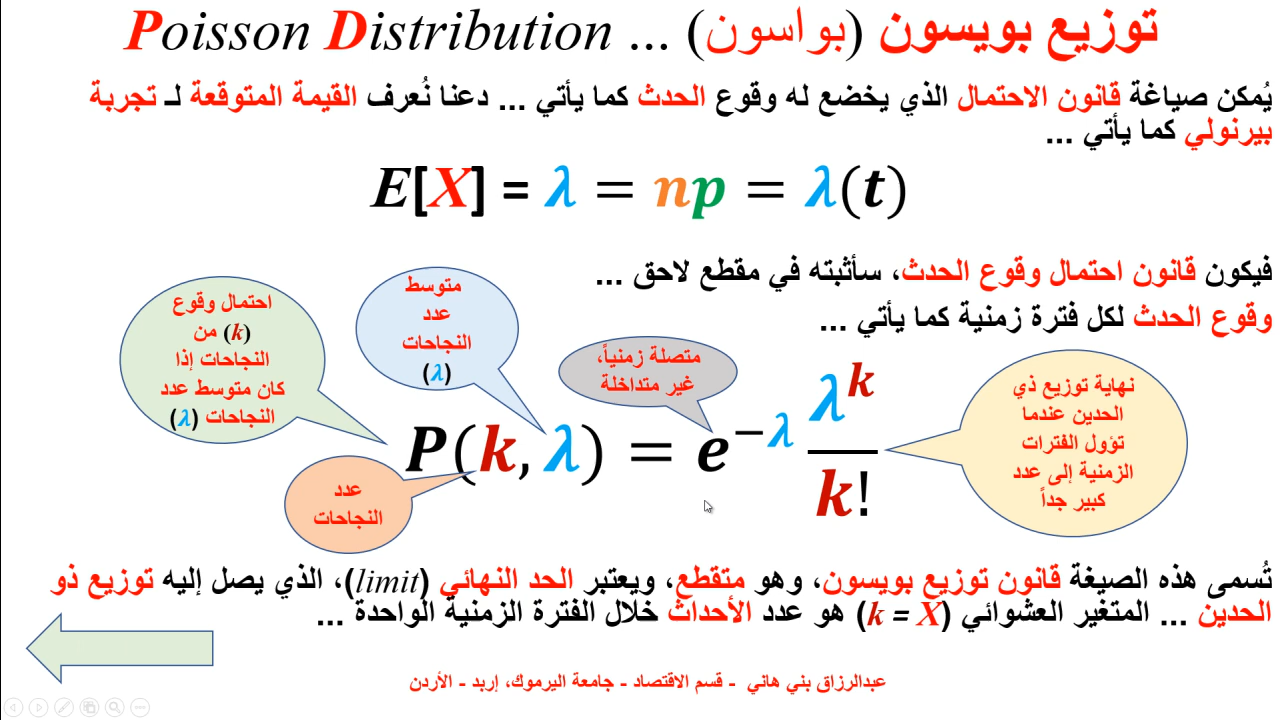 توزيع بويسون (بواسون) ... Poisson Distribution
يُمكن صياغة قانون الاحتمال الذي يخضع له وقوع الحدث كما يأتي ... دعنا نُعرف القيمة المتوقعة لـ تجربة
بيرنولي كما يأتي ...
E[X] = λ = np = λ(t)
فيكون قانون احتمال وقوع الحدث، سأثبته في مقطع لاحق ...
وقوع الحدث لكل فترة زمنية كما يأتي ...
احتمال وقوع
(k) من
النجاحات إذا
كان متوسط عدد
النجاحات (λ)
متوسط
عدد
النجاحات
(λ)
متصلة زمنياً،
غير متداخلة
نهاية توزيع ذي
الحدين عندما
تؤول الفترات
الزمنية إلى عدد
كبير جداً
P(k, λ) = e^{−λ} λ^k / k!
عدد
النجاحات
تُسمى هذه الصيغة قانون توزيع بويسون، وهو متقطع، ويعتبر الحد النهائي (limit)، الذي يصل إليه توزيع ذو
الحدين ... المتغير العشوائي (k = X) هو عدد الأحداث خلال الفترة الزمنية الواحدة ...
عبدالرزاق بني هاني - قسم الاقتصاد - جامعة اليرموك، إربد - الأردن